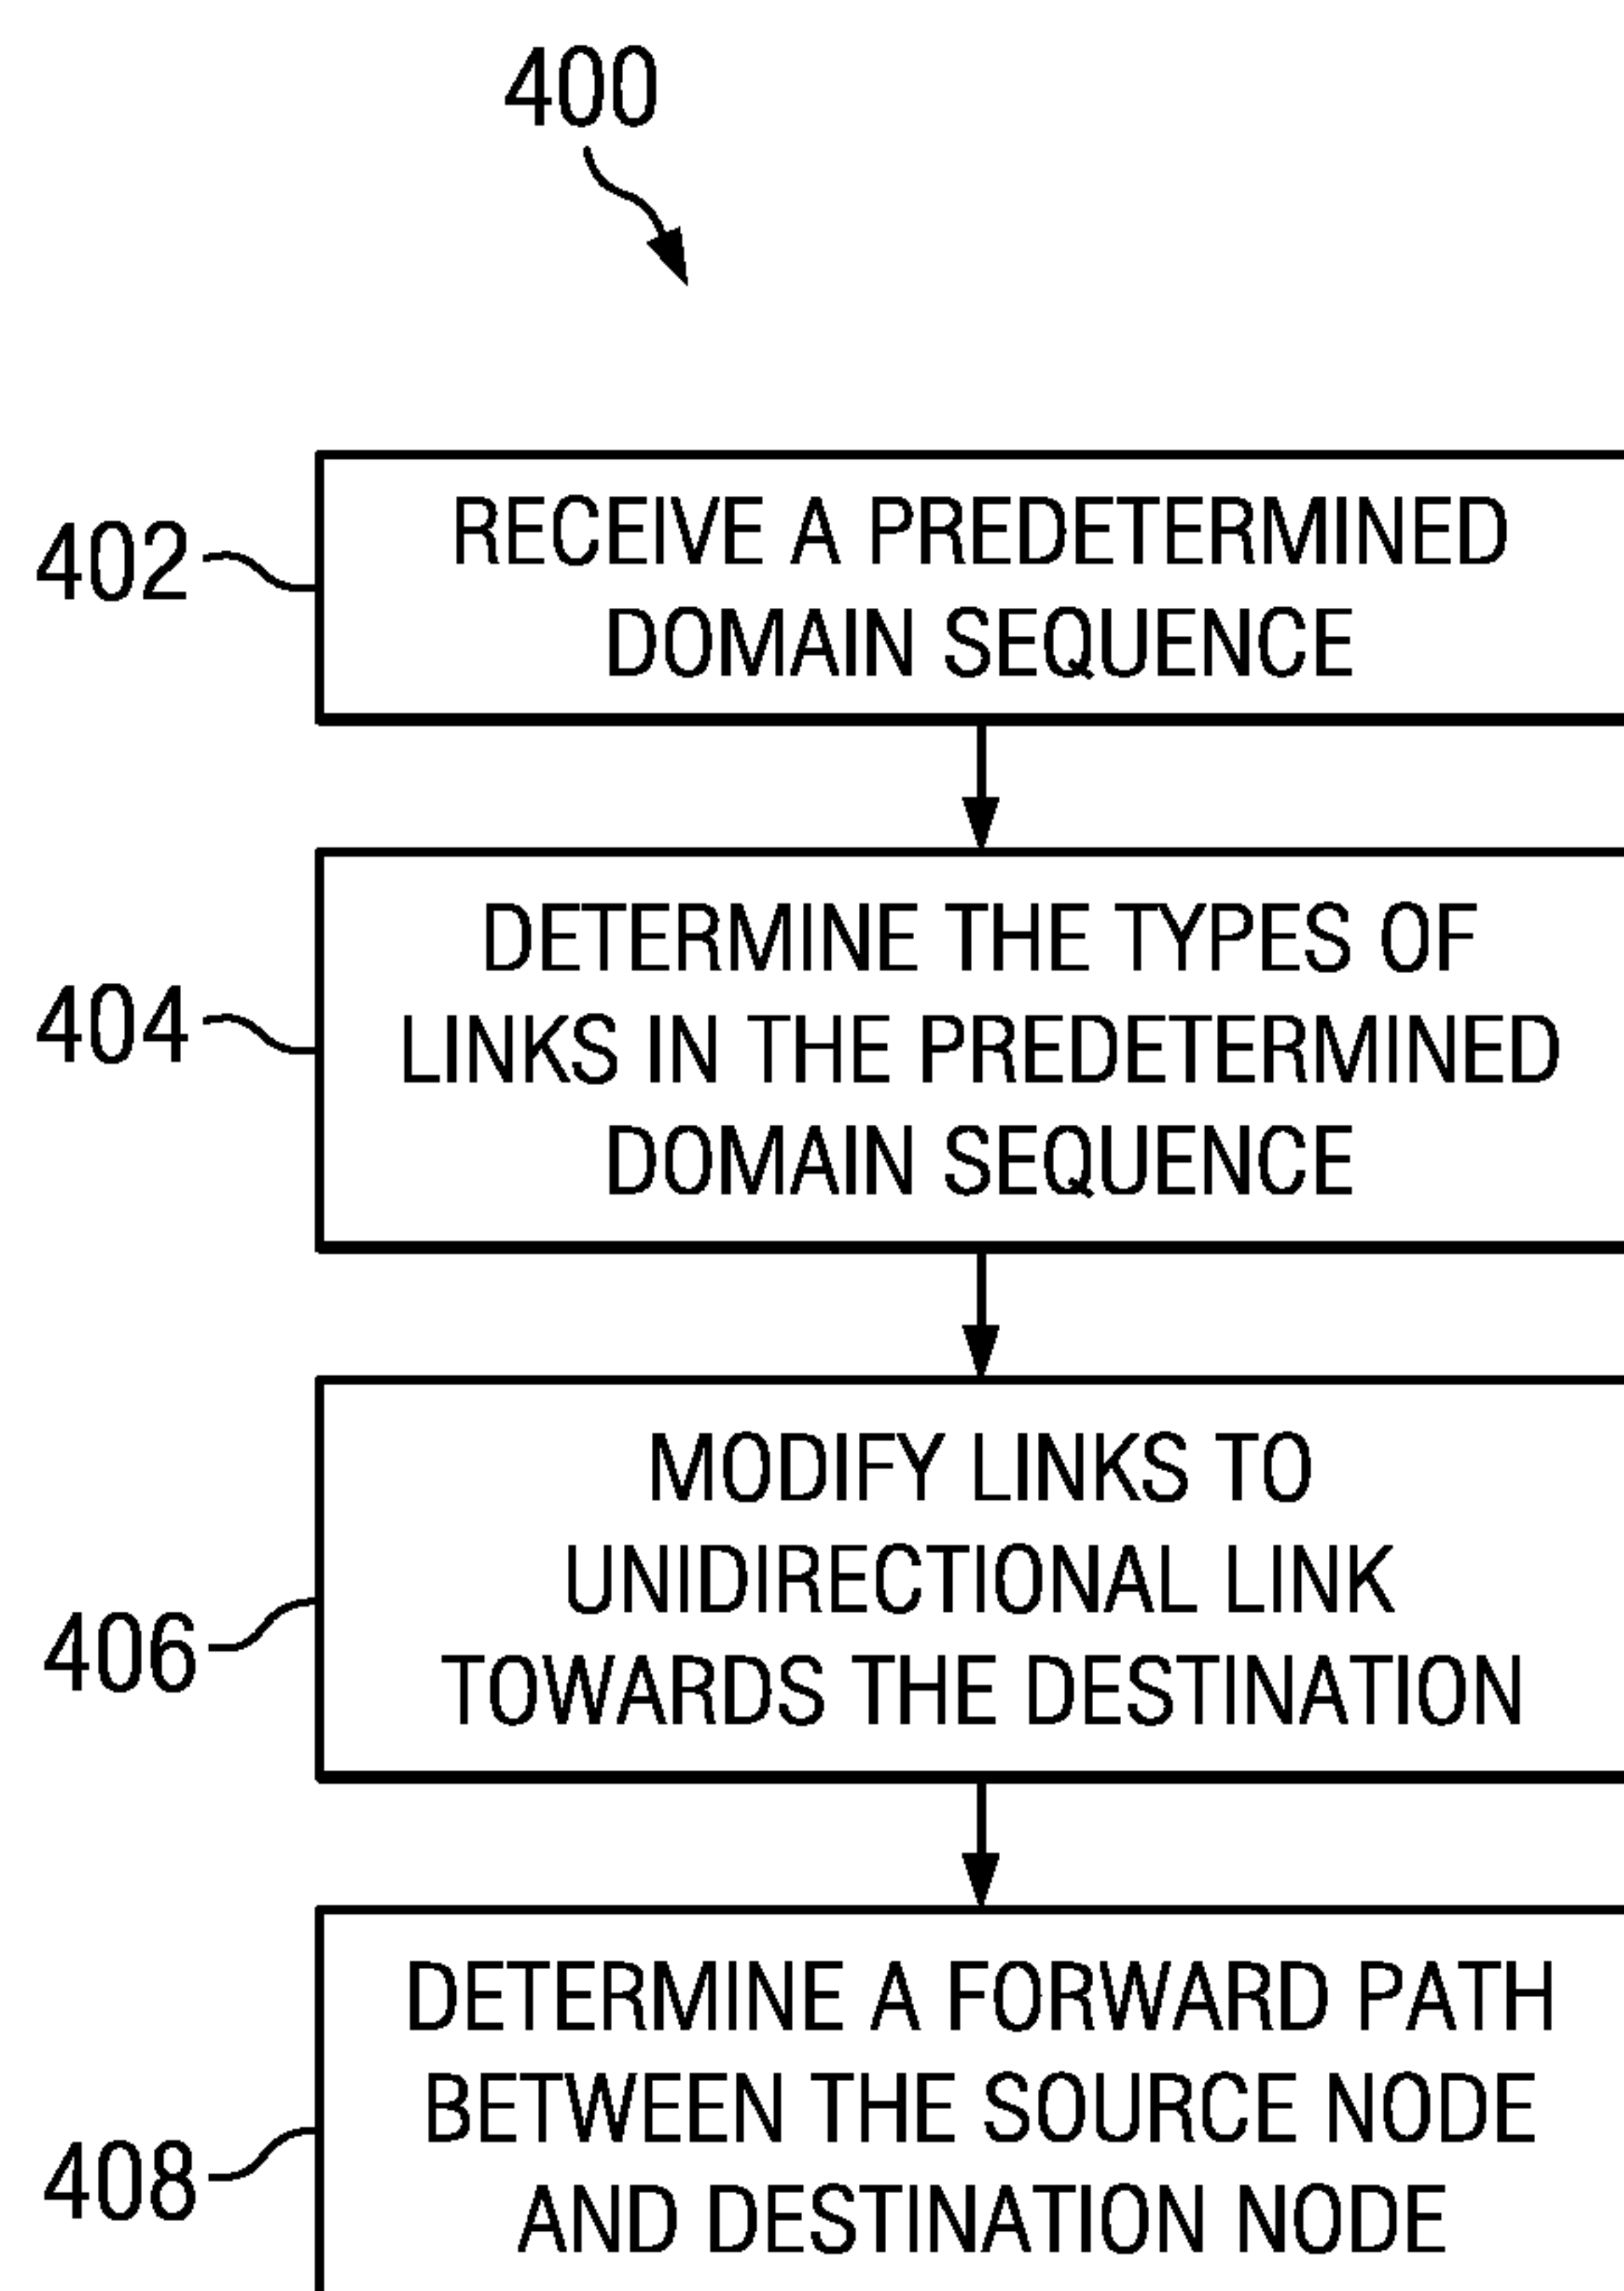 400
402
RECEIVE A PREDETERMINED
DOMAIN SEQUENCE
404
DETERMINE THE TYPES OF
LINKS IN THE PREDETERMINED
DOMAIN SEQUENCE
406
MODIFY LINKS TO
UNIDIRECTIONAL LINK
TOWARDS THE DESTINATION
408
DETERMINE A FORWARD PATH
BETWEEN THE SOURCE NODE
AND DESTINATION NODE